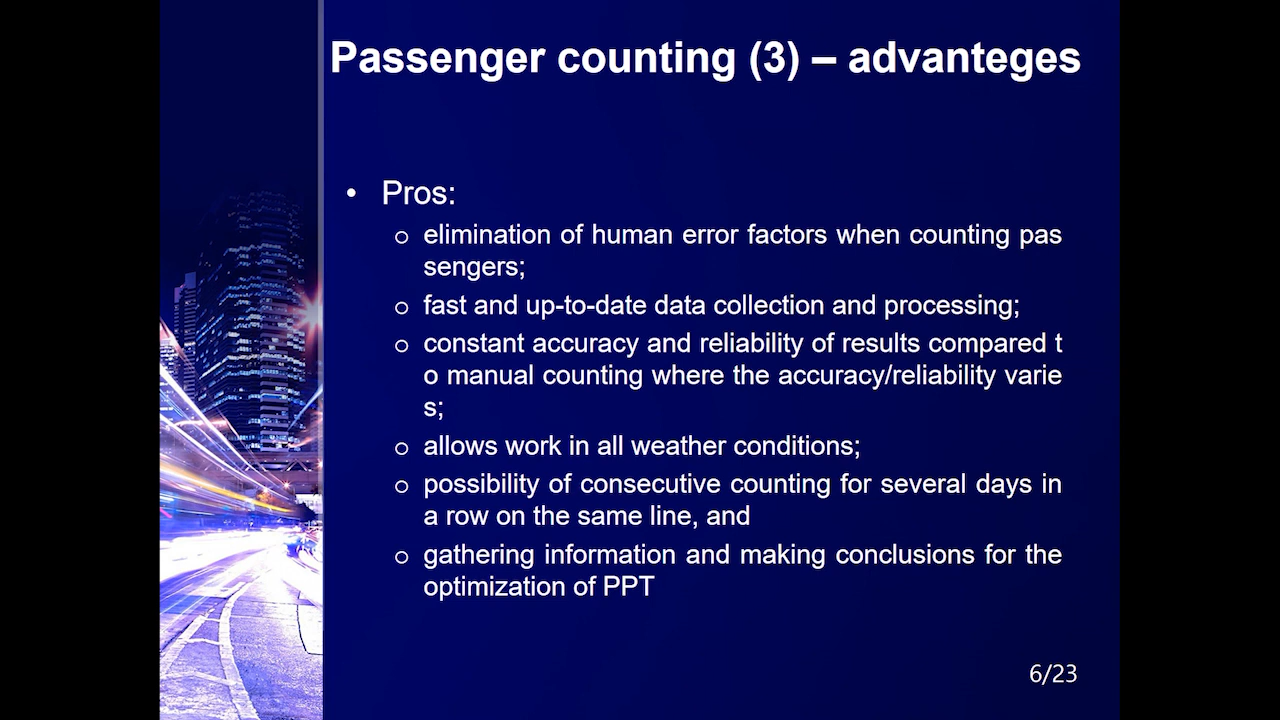 Passenger counting (3) – advanteges
• Pros:
o elimination of human error factors when counting pas
sengers;
o fast and up-to-date data collection and processing;
o constant accuracy and reliability of results compared t
o manual counting where the accuracy/reliability varie
s;
o allows work in all weather conditions;
o possibility of consecutive counting for several days in
a row on the same line, and
o gathering information and making conclusions for the
optimization of PPT
6/23